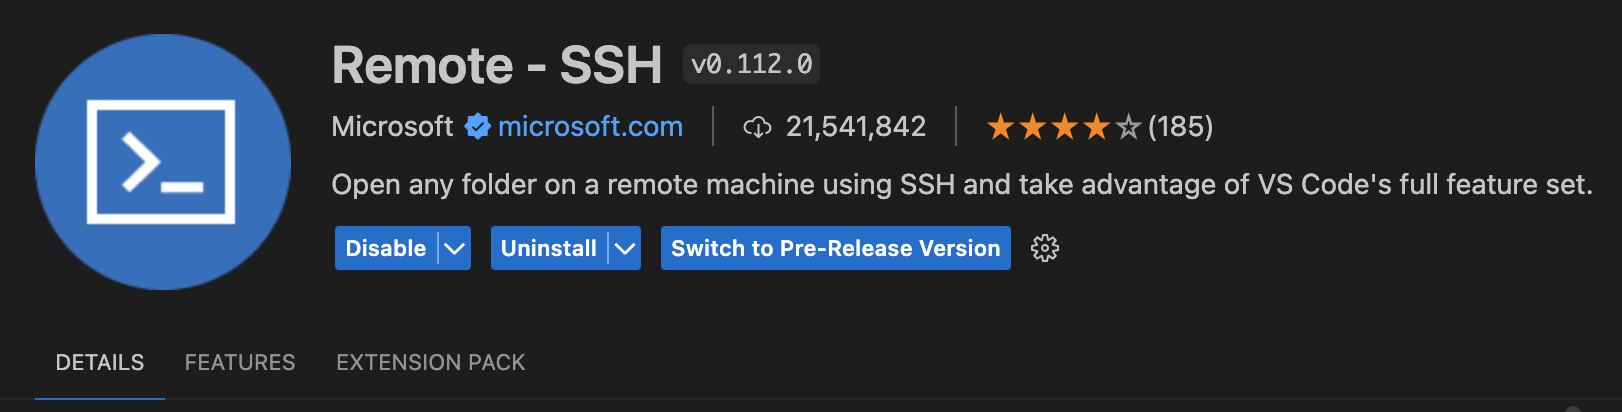 Remote - SSH v0.112.0
Microsoft microsoft.com 21,541,842 (185)
Open any folder on a remote machine using SSH and take advantage of VS Code's full feature set.
Disable Uninstall Switch to Pre-Release Version
DETAILS FEATURES EXTENSION PACK